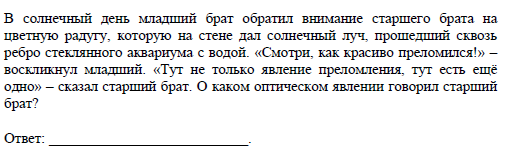 В солнечный день младший брат обратил внимание старшего брата на
цветную радугу, которую на стене дал солнечный луч, прошедший сквозь
ребро стеклянного аквариума с водой. «Смотри, как красиво преломился!» –
воскликнул младший. «Тут не только явление преломления, тут есть ещё
одно» – сказал старший брат. О каком оптическом явлении говорил старший
брат?
Ответ: ____________________________.